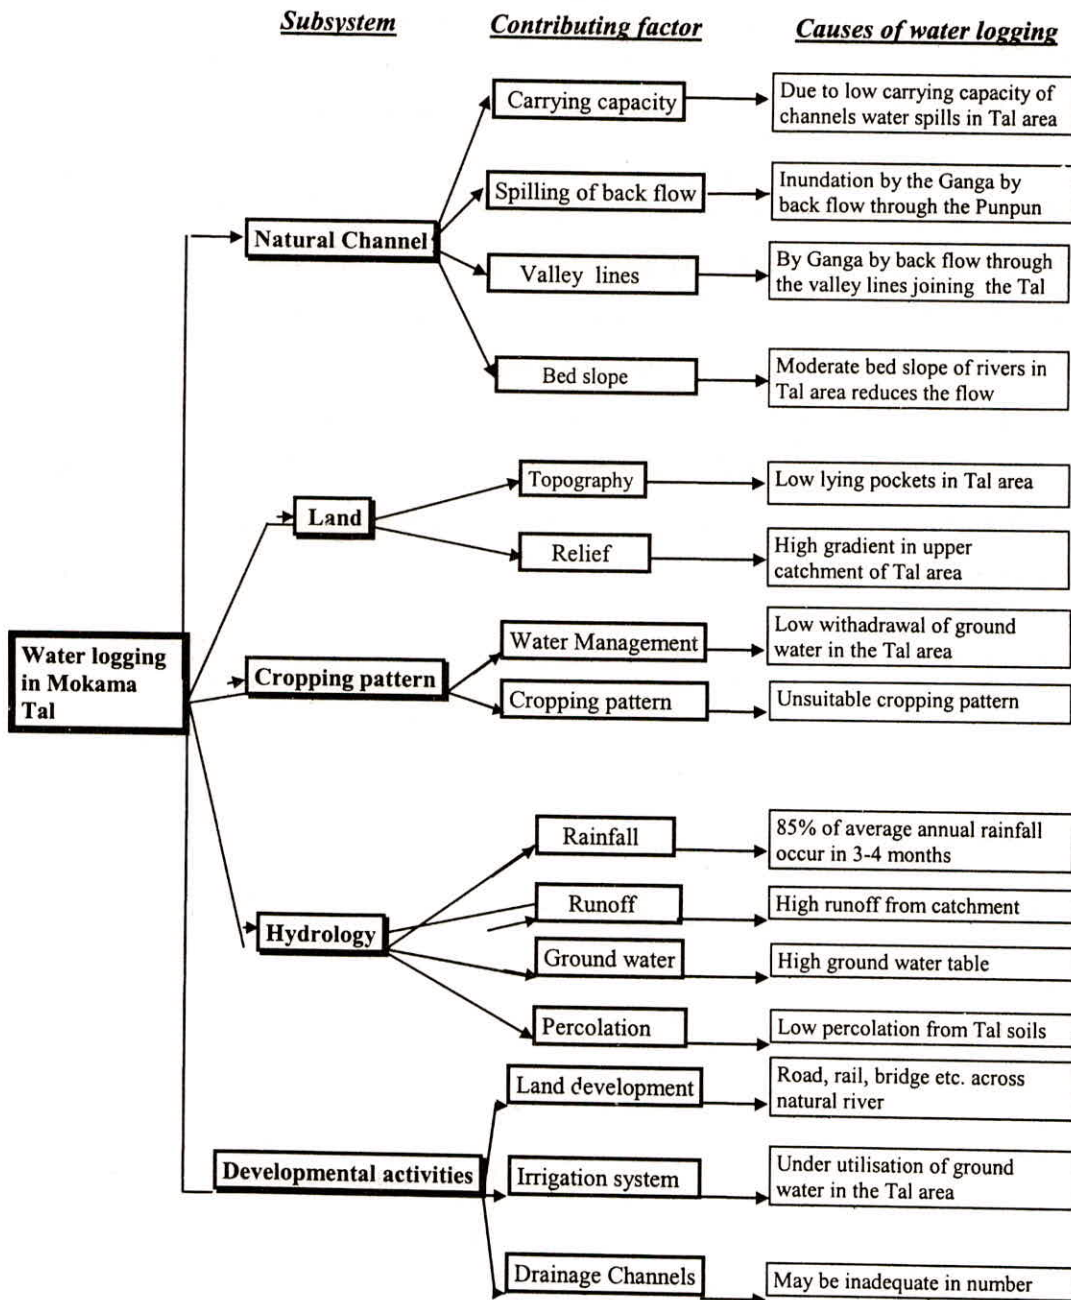 Subsystem Contributing factor Causes of water logging
Carrying capacity
Due to low carrying capacity of
channels water spills in Tal area
Spilling of back flow
Inundation by the Ganga by
back flow through the Punpun
Natural Channel
Valley lines
By Ganga by back flow through
the valley lines joining the Tal
Bed slope
Moderate bed slope of rivers in
Tal area reduces the flow
Topography
Low lying pockets in Tal area
Land
Relief
High gradient in upper
catchment of Tal area
Water logging
in Mokama
Tal
Cropping pattern
Water Management
Low withadrawal of ground
water in the Tal area
Cropping pattern
Unsuitable cropping pattern
Rainfall
85% of average annual rainfall
occur in 3-4 months
Runoff
High runoff from catchment
Hydrology
Ground water
High ground water table
Percolation
Low percolation from Tal soils
Land development
Road, rail, bridge etc. across
natural river
Developmental activities
Irrigation system
Under utilisation of ground
water in the Tal area
Drainage Channels
May be inadequate in number